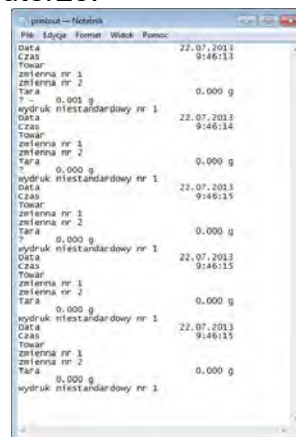 printout — Notatnik
Plik Edycja Format Widok Pomoc
Data 22.07.2013
Czas 9:46:13
Towar
zmienna nr 1
zmienna nr 2
Tara 0.000 g
? - 0.001 g
wydruk niestandardowy nr 1
Data 22.07.2013
Czas 9:46:14
Towar
zmienna nr 1
zmienna nr 2
Tara 0.000 g
? 0.000 g
wydruk niestandardowy nr 1
Data 22.07.2013
Czas 9:46:15
Towar
zmienna nr 1
zmienna nr 2
Tara 0.000 g
? 0.000 g
wydruk niestandardowy nr 1
Data 22.07.2013
Czas 9:46:15
Towar
zmienna nr 1
zmienna nr 2
Tara 0.000 g
0.000 g
wydruk niestandardowy nr 1
Data 22.07.2013
Czas 9:46:15
Towar
zmienna nr 1
zmienna nr 2
Tara 0.000 g
0.000 g
wydruk niestandardowy nr 1